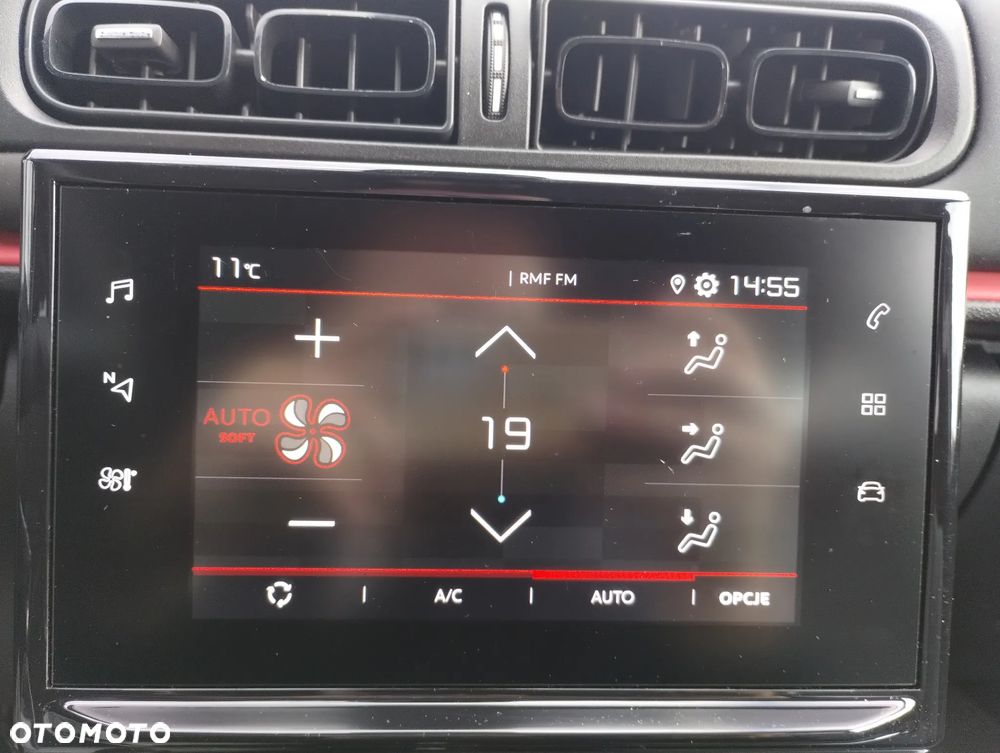 11°C
| RMF FM
14:55
N
AUTO
SOFT
19
A/C
AUTO
OPCJE
OTOMOTO